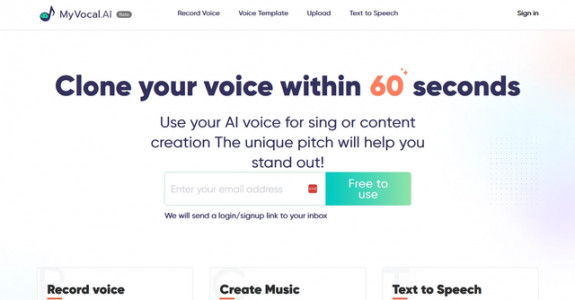 MyVocal.AI beta
Record Voice
Voice Template
Upload
Text to Speech
Sign in
Clone your voice within 60 seconds
Use your AI voice for sing or content
creation The unique pitch will help you
stand out!
Enter your email address
Free to
use
We will send a login/signup link to your inbox
Record voice
Create Music
Text to Speech